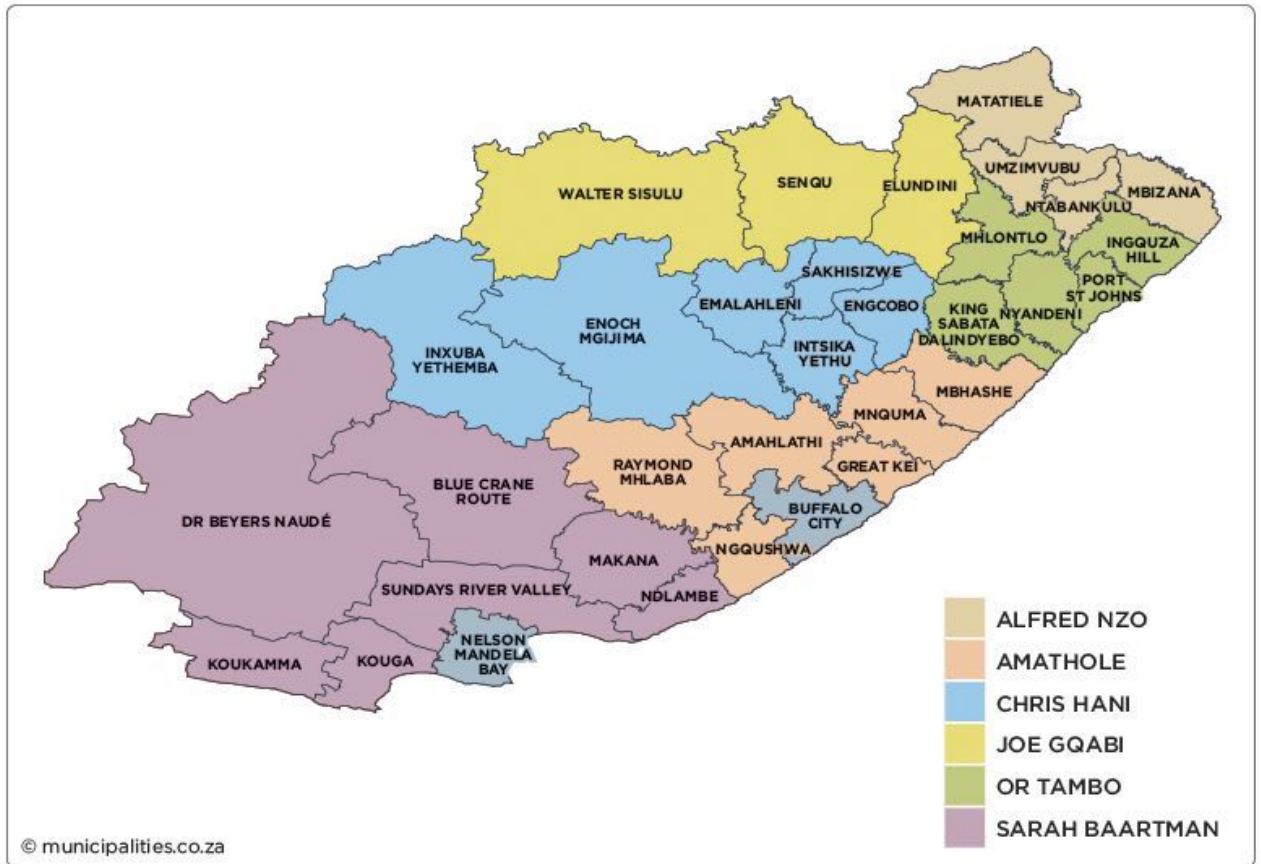 MATATIELE
UMZIMVUBU
MBIZANA
NTABANKULU
WALTER SISULU
SENQU
ELUNDINI
MHLONTLO
INGQUZA
HILL
PORT
ST JOHNS
NYANDENI
KING
SABATA
DALINDYEBO
SAKHISIZWE
EMALAHLENI
ENGCOBO
ENOCH
MGIJIMA
INTSIKA
YETHU
INXUBA
YETHEMBA
MBHASHE
MNQUMA
AMAHLATHI
GREAT KEI
RAYMOND
MHLABA
BLUE CRANE
ROUTE
BUFFALO
CITY
DR BEYERS NAUDÉ
NGQUSHWA
MAKANA
SUNDAYS RIVER VALLEY
NDLAMBE
NELSON
MANDELA
BAY
KOUKAMMA
KOUGA
ALFRED NZO
AMATHOLE
CHRIS HANI
JOE GQABI
OR TAMBO
SARAH BAARTMAN
© municipalities.co.za